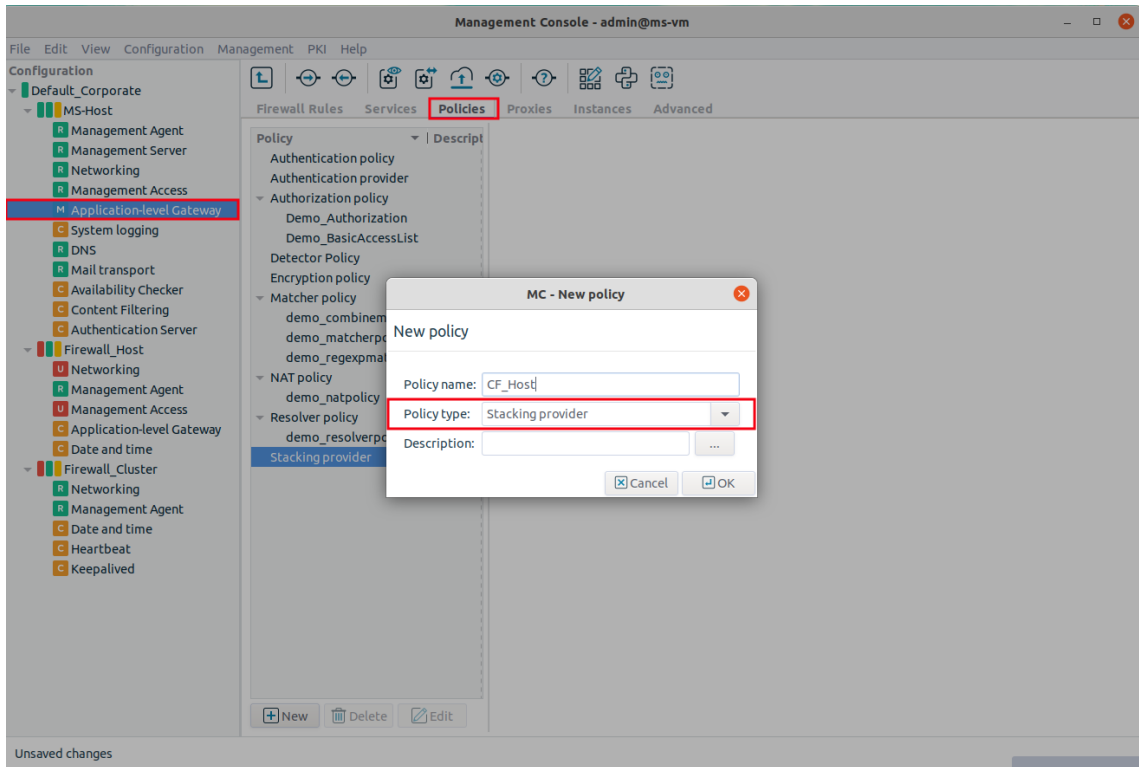 Management Console - admin@ms-vm
File Edit View Configuration Management PKI Help
Configuration
Default_Corporate
MS-Host
R Management Agent
R Management Server
R Networking
R Management Access
M Application-level Gateway
C System logging
R DNS
R Mail transport
C Availability Checker
C Content Filtering
C Authentication Server
Firewall_Host
U Networking
R Management Agent
U Management Access
C Application-level Gateway
C Date and time
Firewall_Cluster
R Networking
R Management Agent
C Date and time
C Heartbeat
C Keepalived
Firewall Rules Services Policies Proxies Instances Advanced
Policy Descript
Authentication policy
Authentication provider
Authorization policy
Demo_Authorization
Demo_BasicAccessList
Detector Policy
Encryption policy
Matcher policy
demo_combinem
demo_matcherpo
demo_regexpmat
NAT policy
demo_natpolicy
Resolver policy
demo_resolverpo
Stacking provider
New Delete Edit
MC - New policy
New policy
Policy name: CF_Host
Policy type: Stacking provider
Description: ...
Cancel OK
Unsaved changes